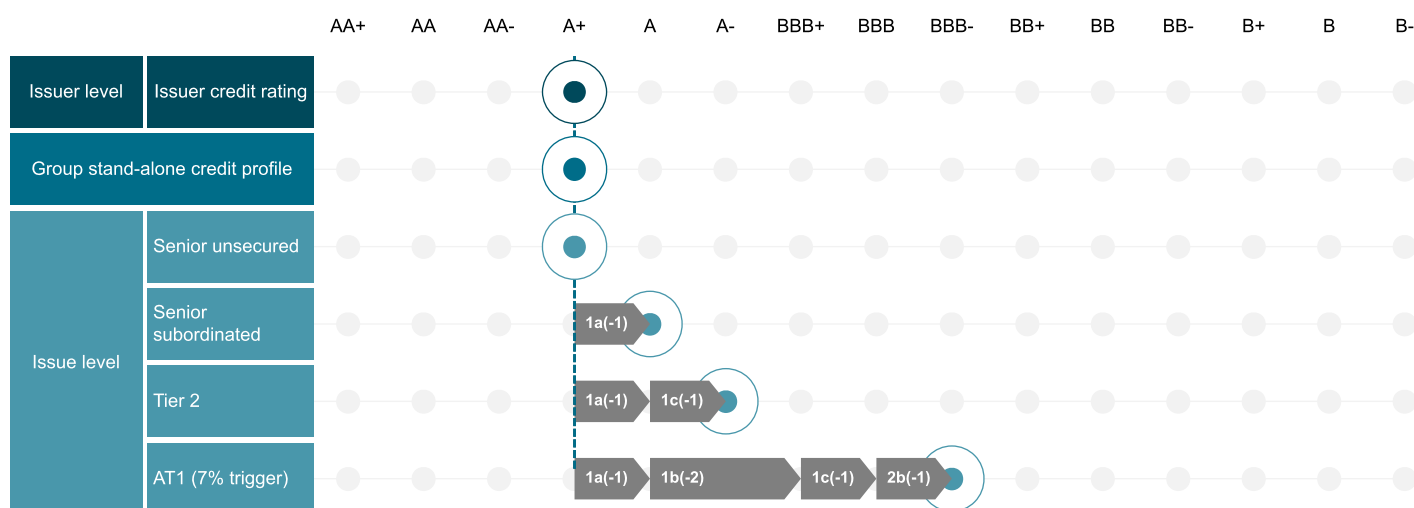 AA+ AA AA- A+ A A- BBB+ BBB BBB- BB+ BB BB- B+ B B-
Issuer level Issuer credit rating
Group stand-alone credit profile
Issue level
Senior unsecured
Senior
subordinated
1a(-1)
Tier 2
1a(-1) 1c(-1)
AT1 (7% trigger)
1a(-1) 1b(-2) 1c(-1) 2b(-1)